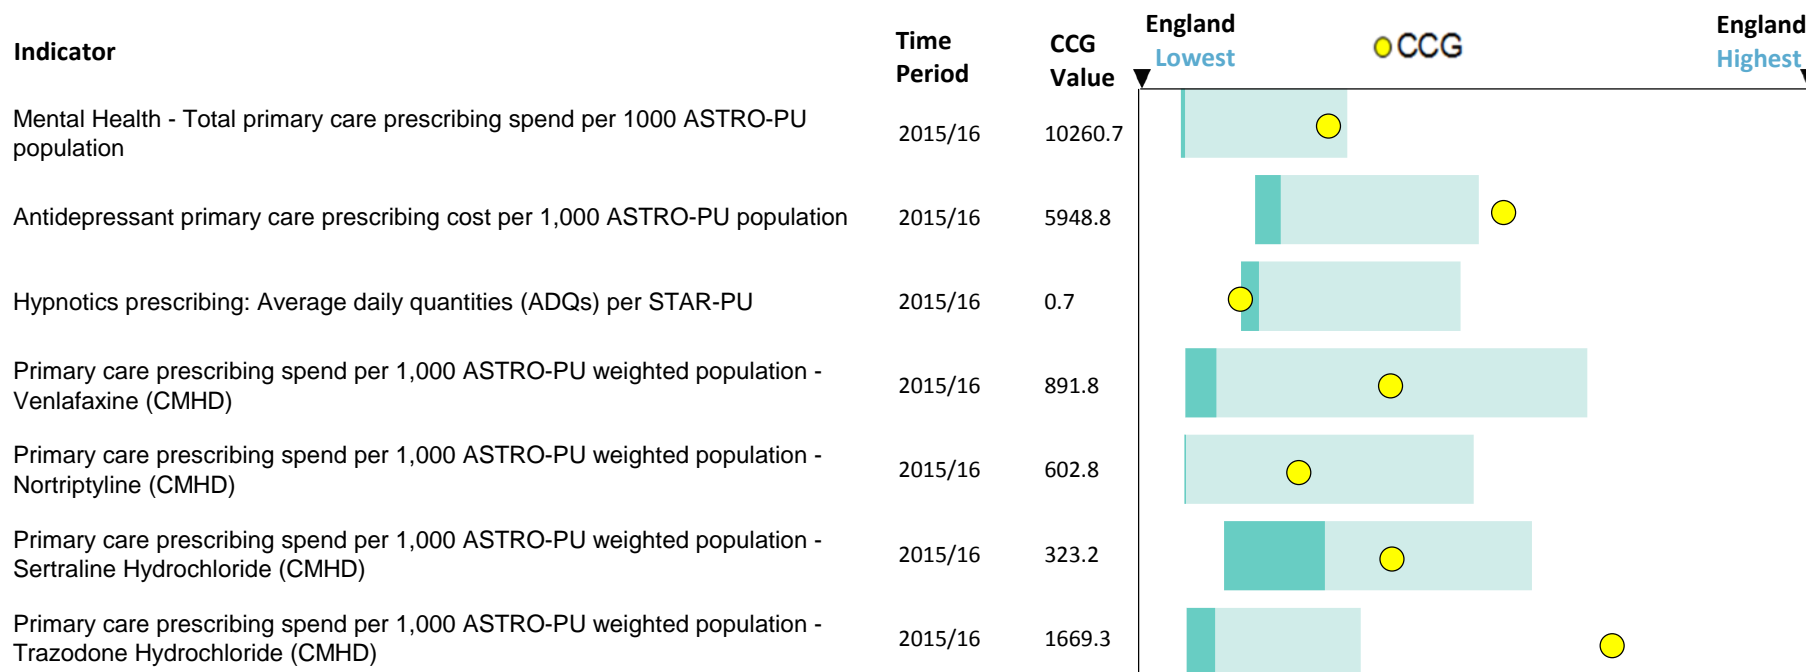 Indicator
Time Period
CCG Value
England Lowest
CCG
England Highest
Mental Health - Total primary care prescribing spend per 1000 ASTRO-PU
population
2015/16
10260.7
Antidepressant primary care prescribing cost per 1,000 ASTRO-PU population
2015/16
5948.8
Hypnotics prescribing: Average daily quantities (ADQs) per STAR-PU
2015/16
0.7
Primary care prescribing spend per 1,000 ASTRO-PU weighted population -
Venlafaxine (CMHD)
2015/16
891.8
Primary care prescribing spend per 1,000 ASTRO-PU weighted population -
Nortriptyline (CMHD)
2015/16
602.8
Primary care prescribing spend per 1,000 ASTRO-PU weighted population -
Sertraline Hydrochloride (CMHD)
2015/16
323.2
Primary care prescribing spend per 1,000 ASTRO-PU weighted population -
Trazodone Hydrochloride (CMHD)
2015/16
1669.3